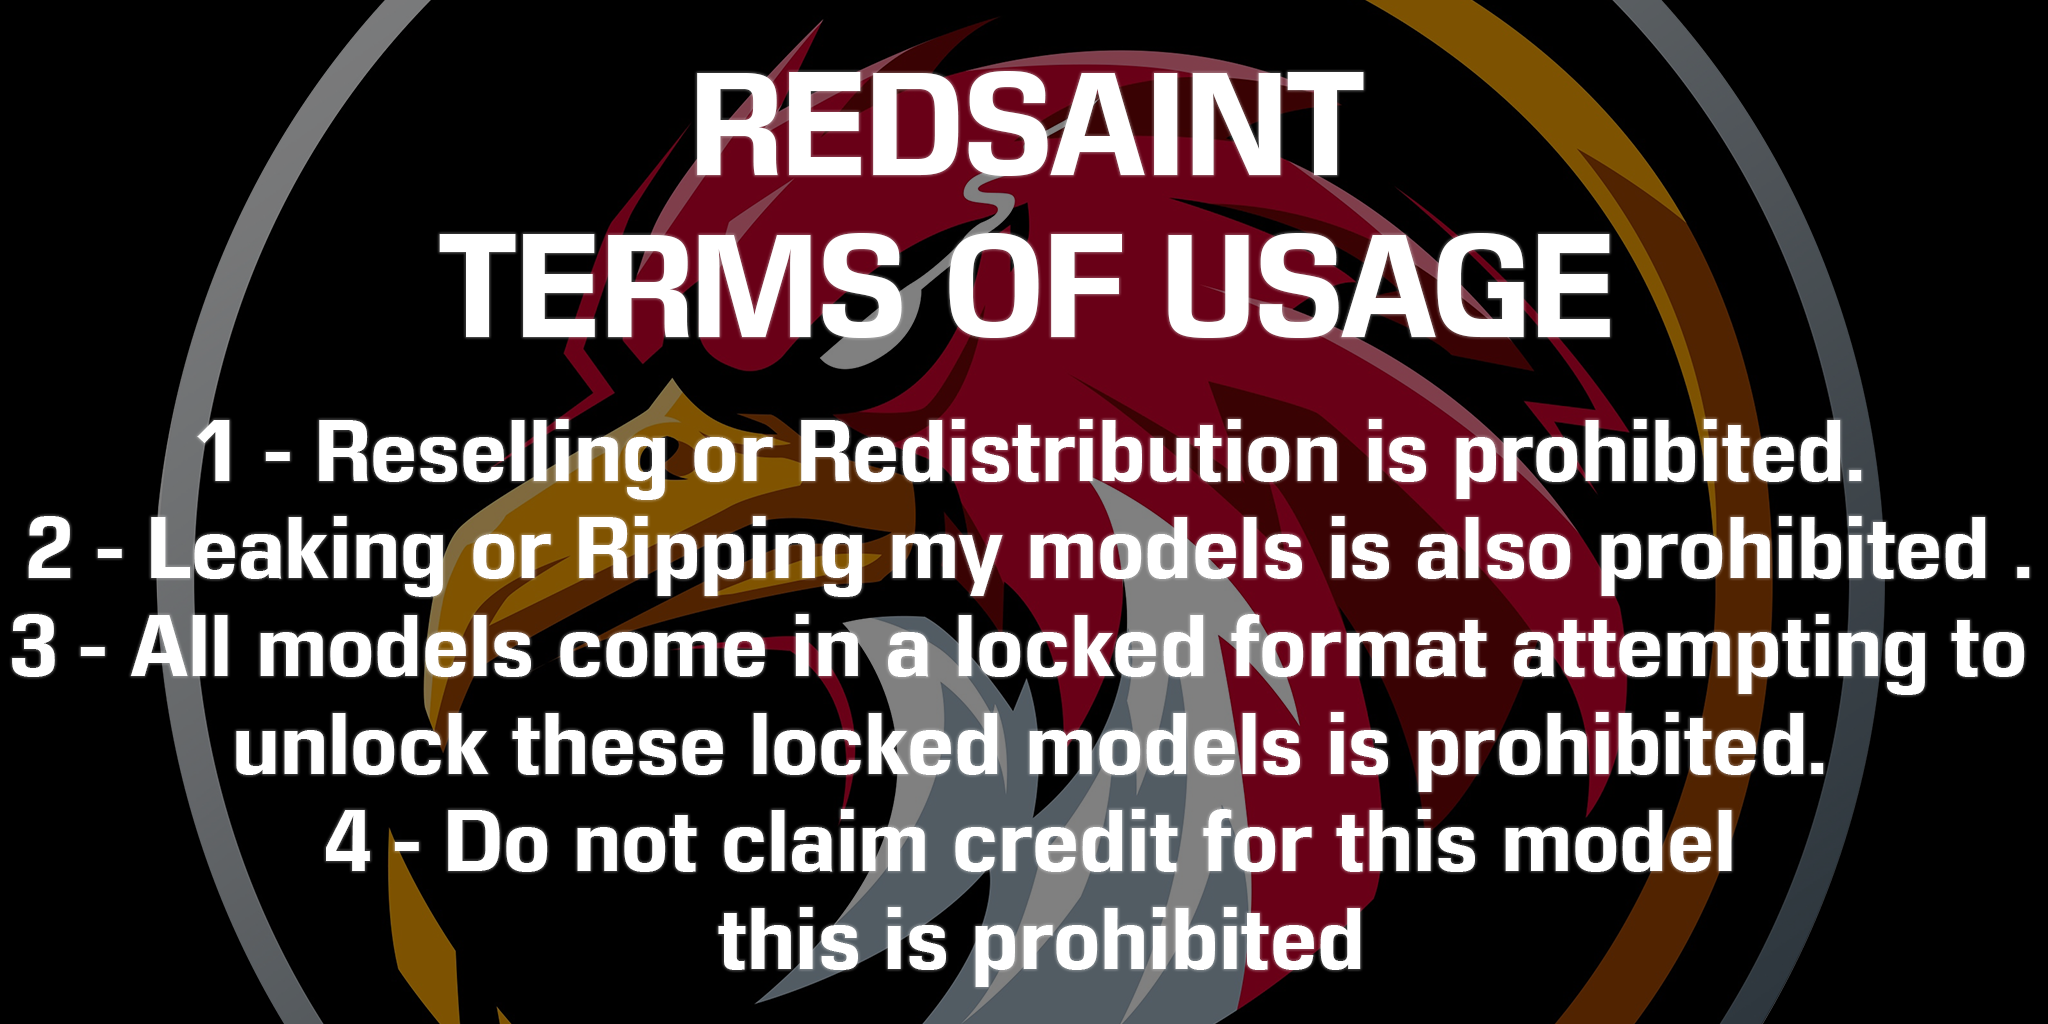 REDSAINT
TERMS OF USAGE
1 - Reselling or Redistribution is prohibited.
2 - Leaking or Ripping my models is also prohibited .
3 - All models come in a locked format attempting to
unlock these locked models is prohibited.
4 - Do not claim credit for this model
this is prohibited